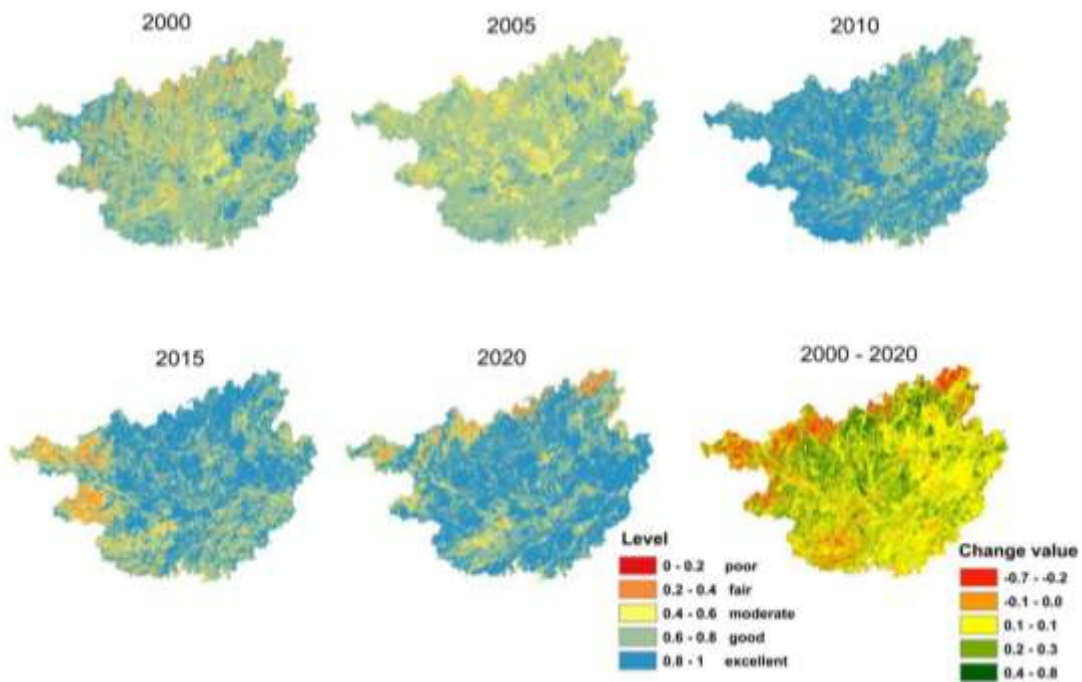 2000
2005
2010
2015
2020
2000 - 2020
Level
0 - 0.2 poor
0.2 - 0.4 fair
0.4 - 0.6 moderate
0.6 - 0.8 good
0.8 - 1 excellent
Change value
-0.7 - -0.2
-0.1 - 0.0
0.1 - 0.1
0.2 - 0.3
0.4 - 0.8